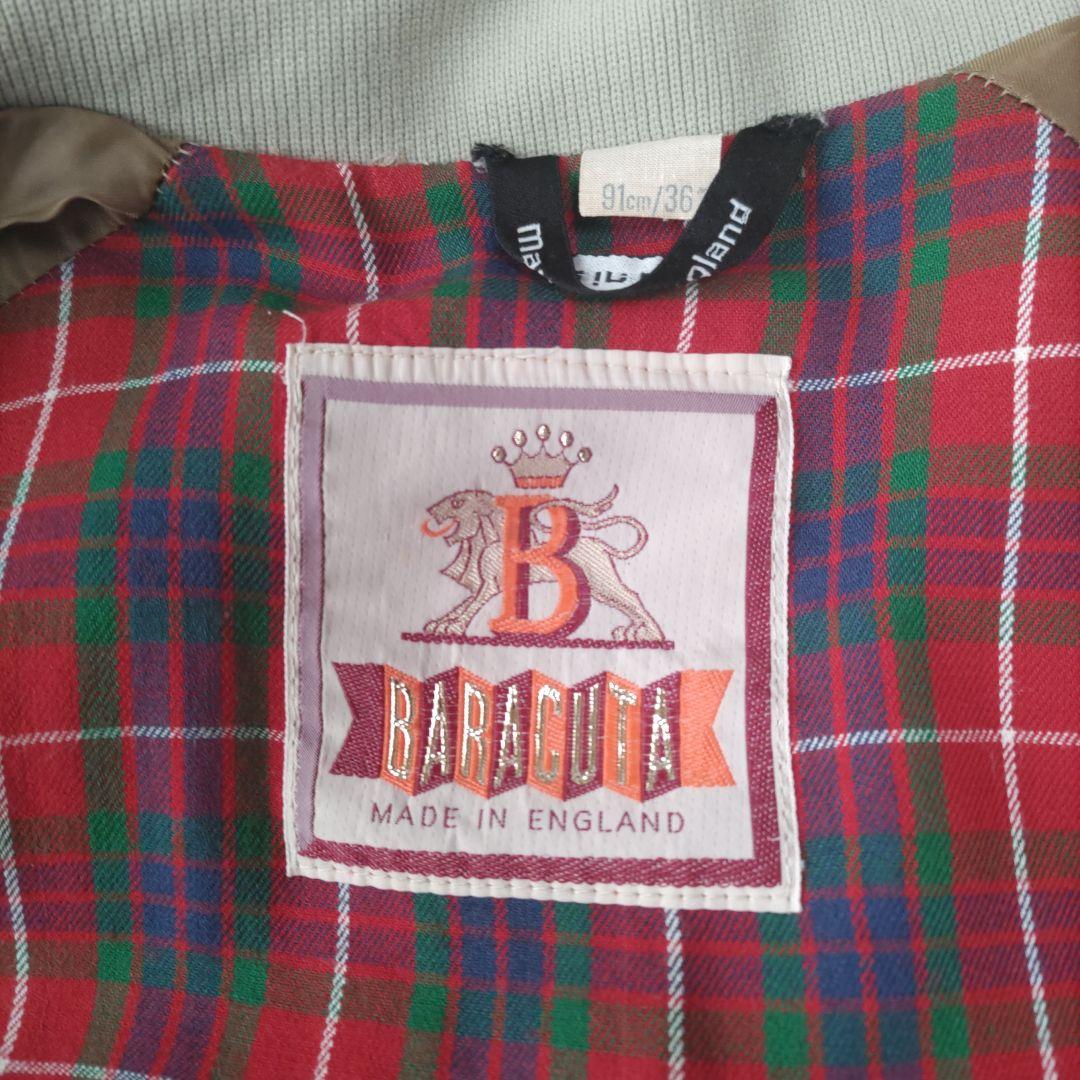 91cm/36
B
BARACUTA
MADE IN ENGLAND